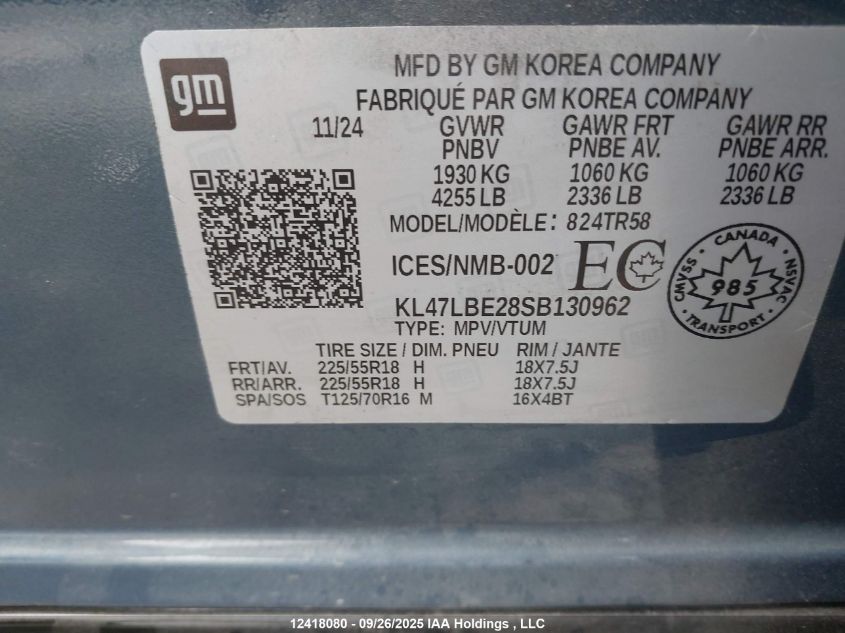 gm
MFD BY GM KOREA COMPANY
FABRIQUÉ PAR GM KOREA COMPANY
11/24 GVWR GAWR FRT GAWR RR
PNBV PNBE AV. PNBE ARR.
1930 KG 1060 KG 1060 KG
4255 LB 2336 LB 2336 LB
MODEL/MODÈLE: 824TR58
ICES/NMB-002 EC
CANADA
CMVSS 985 NSVAC
TRANSPORT
KL47LBE28SB130962
TYPE: MPV/VTUM
TIRE SIZE / DIM. PNEU RIM / JANTE
FRT/AV. 225/55R18 H 18X7.5J
RR/ARR. 225/55R18 H 18X7.5J
SPA/SOS T125/70R16 M 16X4BT
12418080 - 09/26/2025 IAA Holdings , LLC